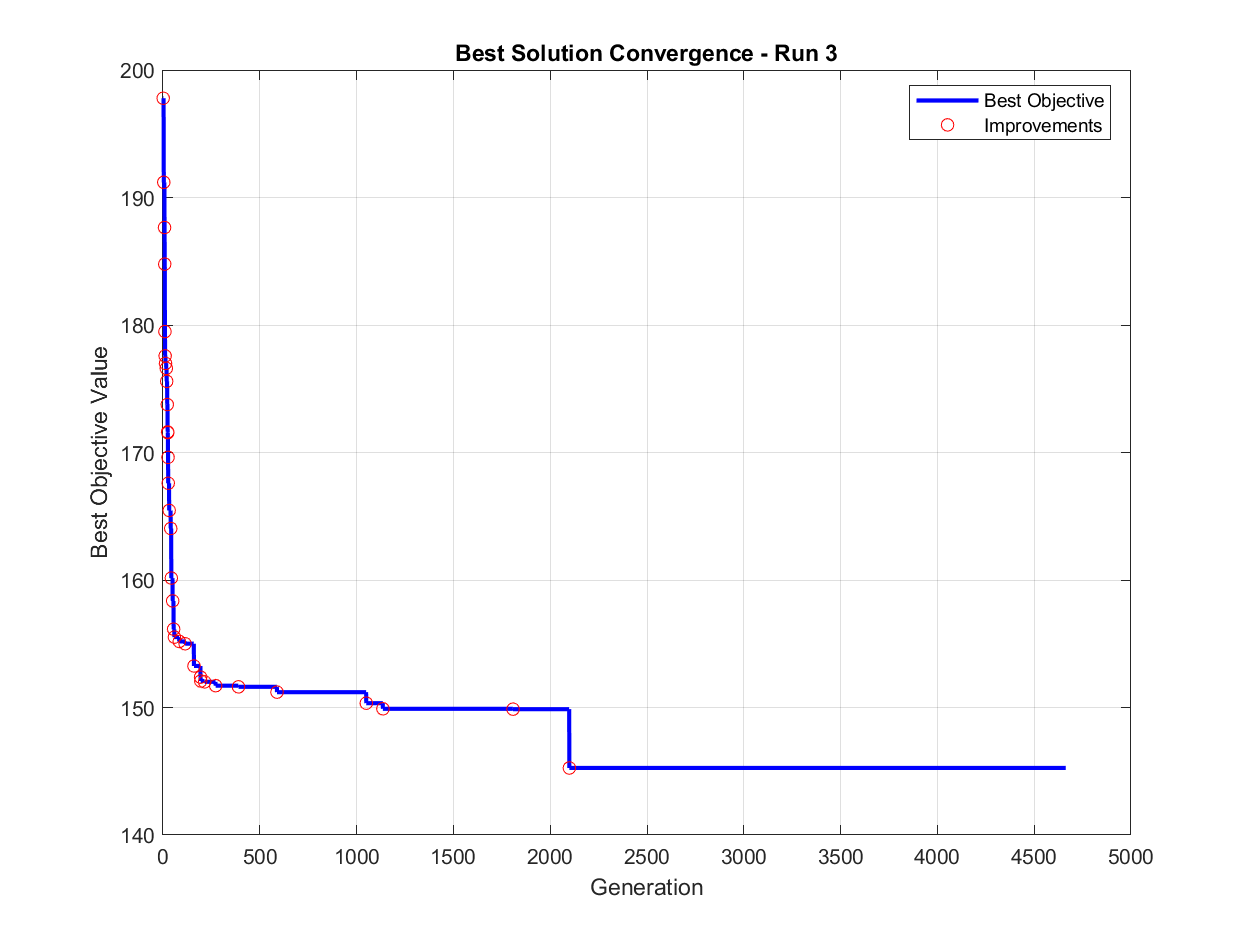 Best Solution Convergence - Run 3
Best Objective
Improvements
Best Objective Value
200
190
180
170
160
150
140
0 500 1000 1500 2000 2500 3000 3500 4000 4500 5000
Generation